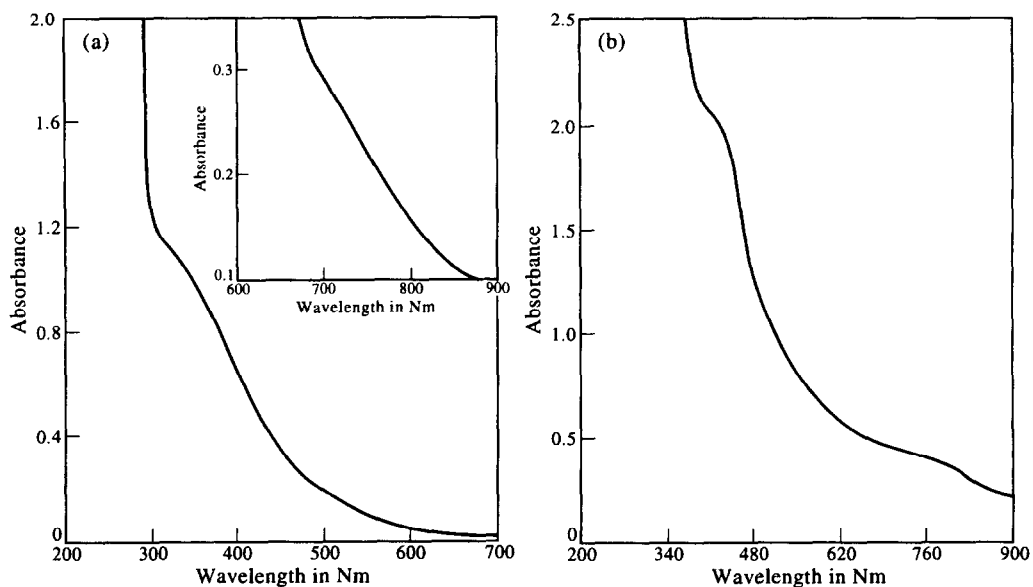 (a)
2.0
1.6
1.2
0.8
0.4
0
Absorbance
200 300 400 500 600 700
Wavelength in Nm
0.3
0.2
0.1
Absorbance
600 700 800 900
Wavelength in Nm
(b)
2.5
2.0
1.5
1.0
0.5
0
Absorbance
200 340 480 620 760 900
Wavelength in Nm